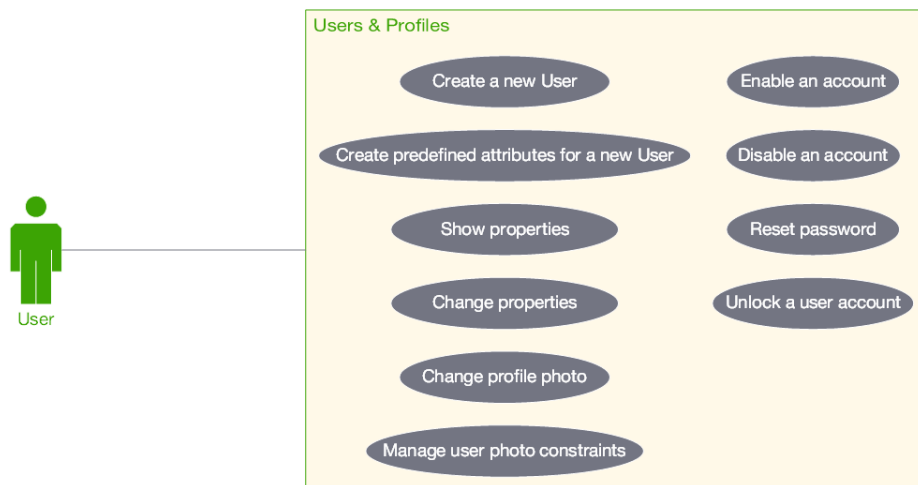 Users & Profiles
Create a new User
Create predefined attributes for a new User
Show properties
Change properties
Change profile photo
Manage user photo constraints
Enable an account
Disable an account
Reset password
Unlock a user account
User